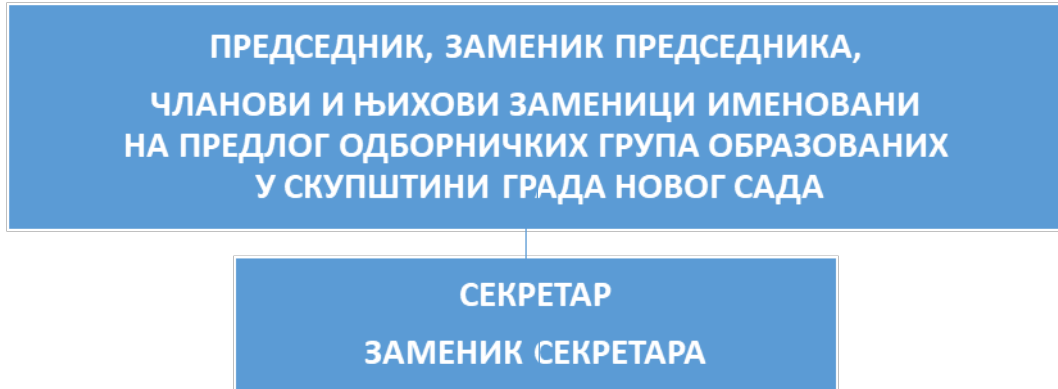 ПРЕДСЕДНИК, ЗАМЕНИК ПРЕДСЕДНИКА,
ЧЛАНОВИ И ЊИХОВИ ЗАМЕНИЦИ ИМЕНОВАНИ
НА ПРЕДЛОГ ОДБОРНИЧКИХ ГРУПА ОБРАЗОВАНИХ
У СКУПШТИНИ ГРАДА НОВОГ САДА
СЕКРЕТАР
ЗАМЕНИК СЕКРЕТАРА